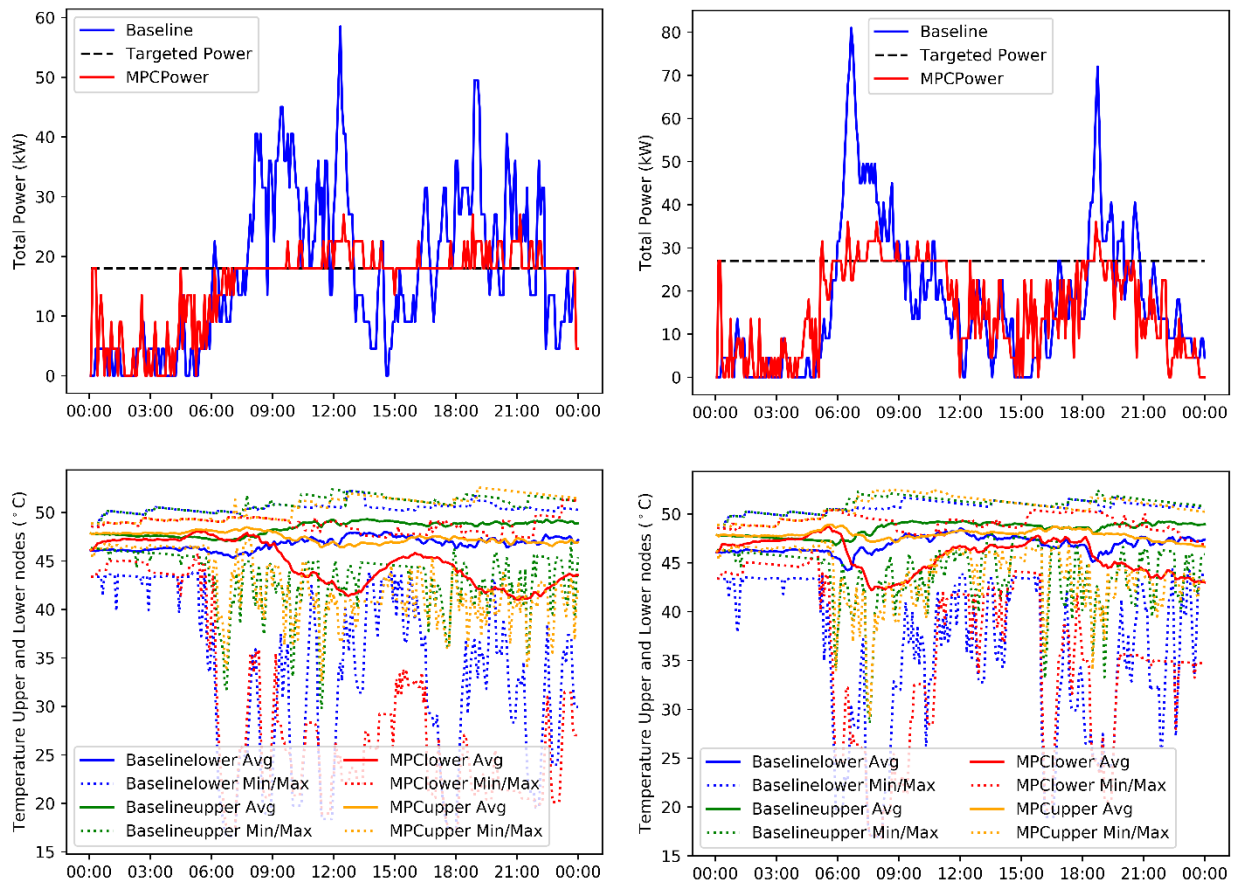 Total Power (kW)
60
50
40
30
20
10
0
Baseline
Targeted Power
MPCPower
00:00 03:00 06:00 09:00 12:00 15:00 18:00 21:00 00:00
Total Power (kW)
80
70
60
50
40
30
20
10
0
Baseline
Targeted Power
MPCPower
00:00 03:00 06:00 09:00 12:00 15:00 18:00 21:00 00:00
Temperature Upper and Lower nodes (°C)
50
45
40
35
30
25
20
15
Baselinelower Avg
Baselinelower Min/Max
Baselineupper Avg
Baselineupper Min/Max
MPClower Avg
MPClower Min/Max
MPCupper Avg
MPCupper Min/Max
00:00 03:00 06:00 09:00 12:00 15:00 18:00 21:00 00:00
Temperature Upper and Lower nodes (°C)
50
45
40
35
30
25
20
15
Baselinelower Avg
Baselinelower Min/Max
Baselineupper Avg
Baselineupper Min/Max
MPClower Avg
MPClower Min/Max
MPCupper Avg
MPCupper Min/Max
00:00 03:00 06:00 09:00 12:00 15:00 18:00 21:00 00:00